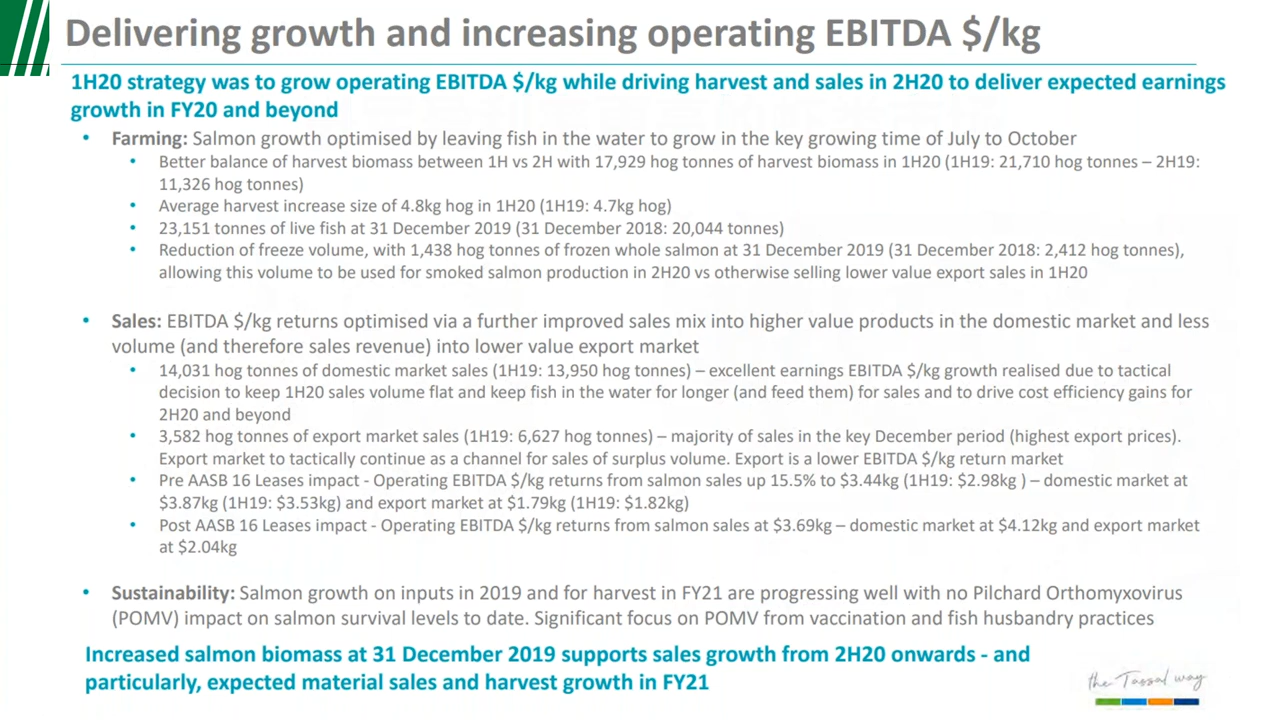 Delivering growth and increasing operating EBITDA $/kg
1H20 strategy was to grow operating EBITDA $/kg while driving harvest and sales in 2H20 to deliver expected earnings
growth in FY20 and beyond
• Farming: Salmon growth optimised by leaving fish in the water to grow in the key growing time of July to October
• Better balance of harvest biomass between 1H vs 2H with 17,929 hog tonnes of harvest biomass in 1H20 (1H19: 21,710 hog tonnes – 2H19:
11,326 hog tonnes)
• Average harvest increase size of 4.8kg hog in 1H20 (1H19: 4.7kg hog)
• 23,151 tonnes of live fish at 31 December 2019 (31 December 2018: 20,044 tonnes)
• Reduction of freeze volume, with 1,438 hog tonnes of frozen whole salmon at 31 December 2019 (31 December 2018: 2,412 hog tonnes),
allowing this volume to be used for smoked salmon production in 2H20 vs otherwise selling lower value export sales in 1H20
• Sales: EBITDA $/kg returns optimised via a further improved sales mix into higher value products in the domestic market and less
volume (and therefore sales revenue) into lower value export market
• 14,031 hog tonnes of domestic market sales (1H19: 13,950 hog tonnes) – excellent earnings EBITDA $/kg growth realised due to tactical
decision to keep 1H20 sales volume flat and keep fish in the water for longer (and feed them) for sales and to drive cost efficiency gains for
2H20 and beyond
• 3,582 hog tonnes of export market sales (1H19: 6,627 hog tonnes) – majority of sales in the key December period (highest export prices).
Export market to tactically continue as a channel for sales of surplus volume. Export is a lower EBITDA $/kg return market
• Pre AASB 16 Leases impact - Operating EBITDA $/kg returns from salmon sales up 15.5% to $3.44kg (1H19: $2.98kg ) – domestic market at
$3.87kg (1H19: $3.53kg) and export market at $1.79kg (1H19: $1.82kg)
• Post AASB 16 Leases impact - Operating EBITDA $/kg returns from salmon sales at $3.69kg – domestic market at $4.12kg and export market
at $2.04kg
• Sustainability: Salmon growth on inputs in 2019 and for harvest in FY21 are progressing well with no Pilchard Orthomyxovirus
(POMV) impact on salmon survival levels to date. Significant focus on POMV from vaccination and fish husbandry practices
Increased salmon biomass at 31 December 2019 supports sales growth from 2H20 onwards - and
particularly, expected material sales and harvest growth in FY21
the Tassal way